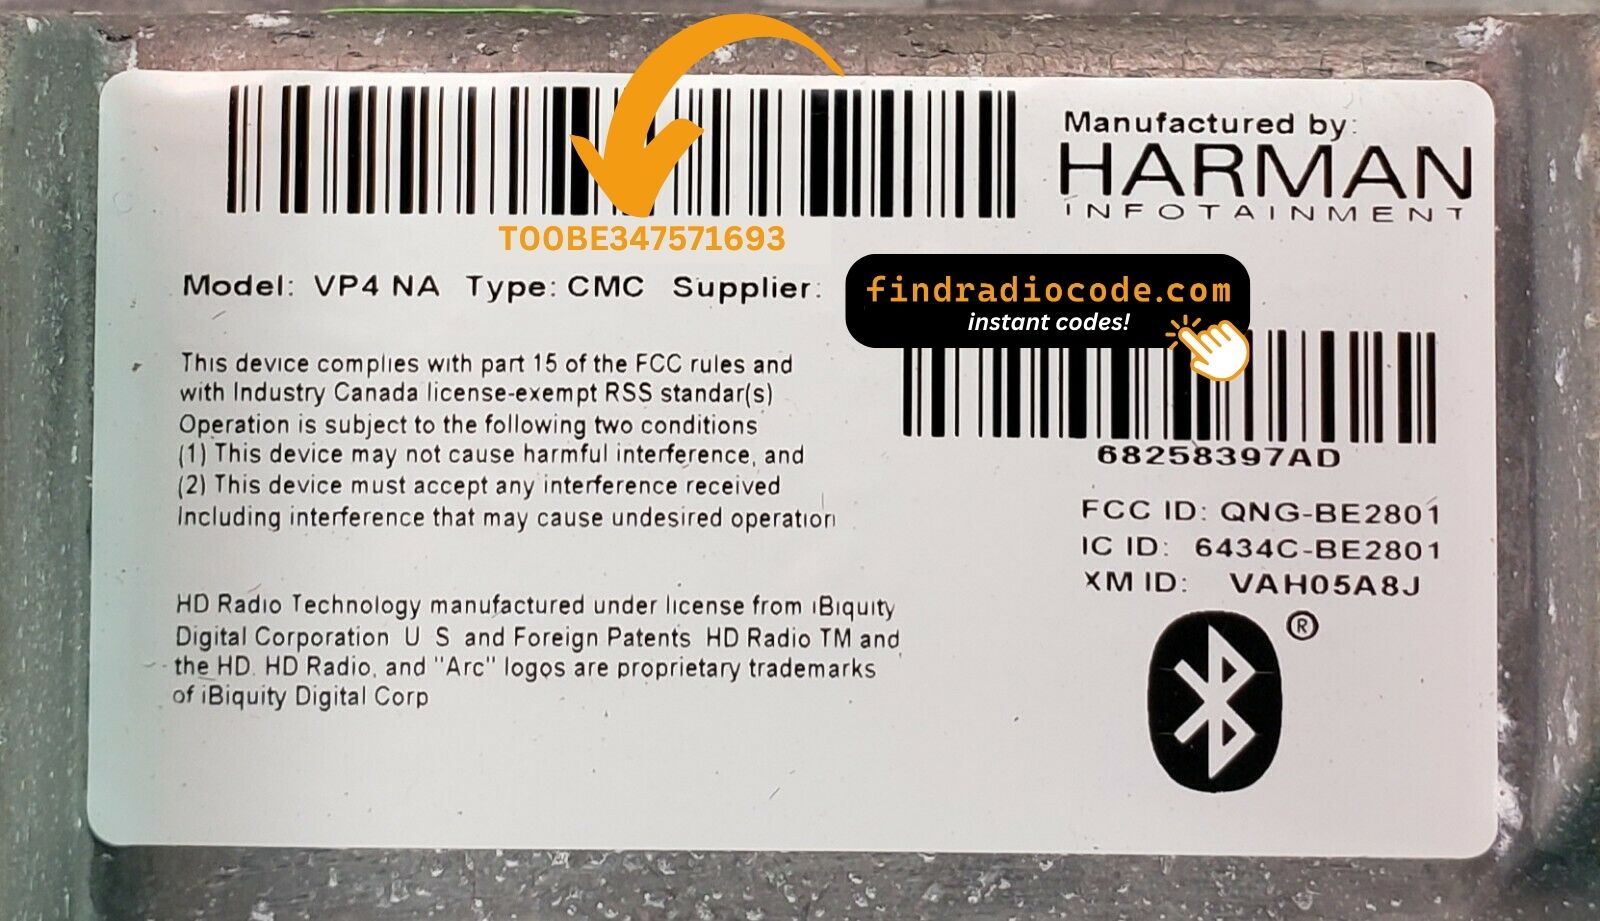 Manufactured by:
HARMAN
INFOTAINMENT
T00BE347571693
Model: VP4 NA Type: CMC Supplier:
findradiocode.com
instant codes!
This device complies with part 15 of the FCC rules and
with Industry Canada license-exempt RSS standar(s)
Operation is subject to the following two conditions
(1) This device may not cause harmful interference, and
(2) This device must accept any interference received
Including interference that may cause undesired operation
68258397AD
FCC ID: QNG-BE2801
IC ID: 6434C-BE2801
XM ID: VAH05A8J
®
HD Radio Technology manufactured under license from iBiquity
Digital Corporation U S and Foreign Patents HD Radio TM and
the HD. HD Radio, and "Arc" logos are proprietary trademarks
of iBiquity Digital Corp